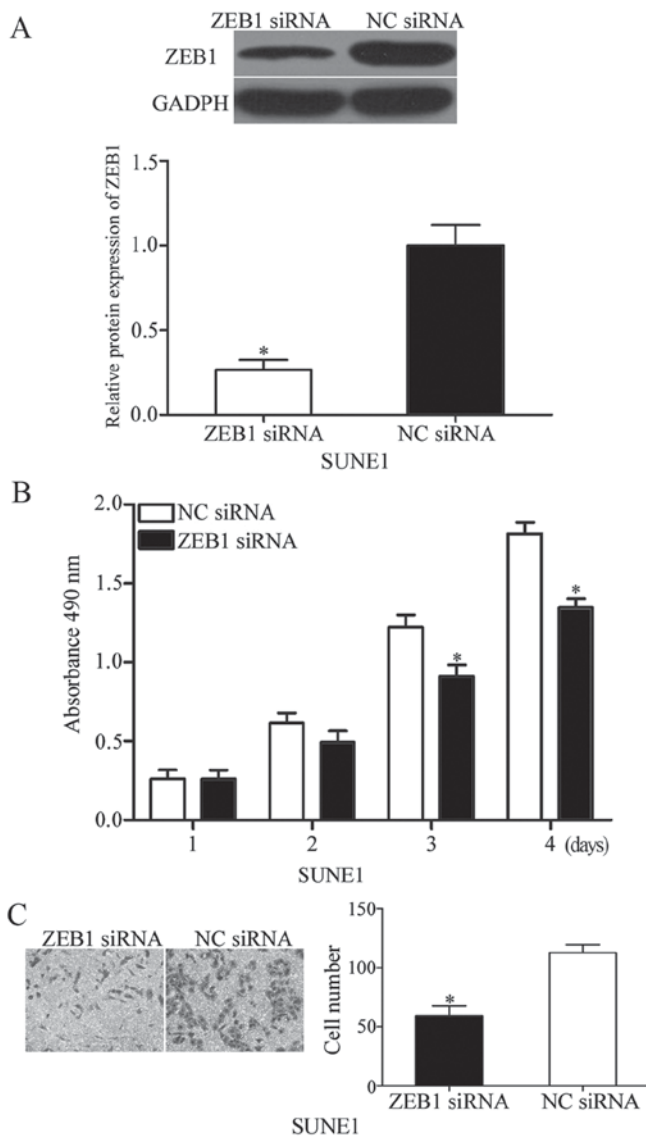 A
ZEB1 siRNA NC siRNA
ZEB1
GADPH
Relative protein expression of ZEB1
1.5
1.0
0.5
0.0
*
ZEB1 siRNA NC siRNA
SUNE1
B
NC siRNA
ZEB1 siRNA
Absorbance 490 nm
2.0
1.5
1.0
0.5
0.0
*
*
1 2 3 4 (days)
SUNE1
C
ZEB1 siRNA NC siRNA
Cell number
150
100
50
0
*
ZEB1 siRNA NC siRNA
SUNE1